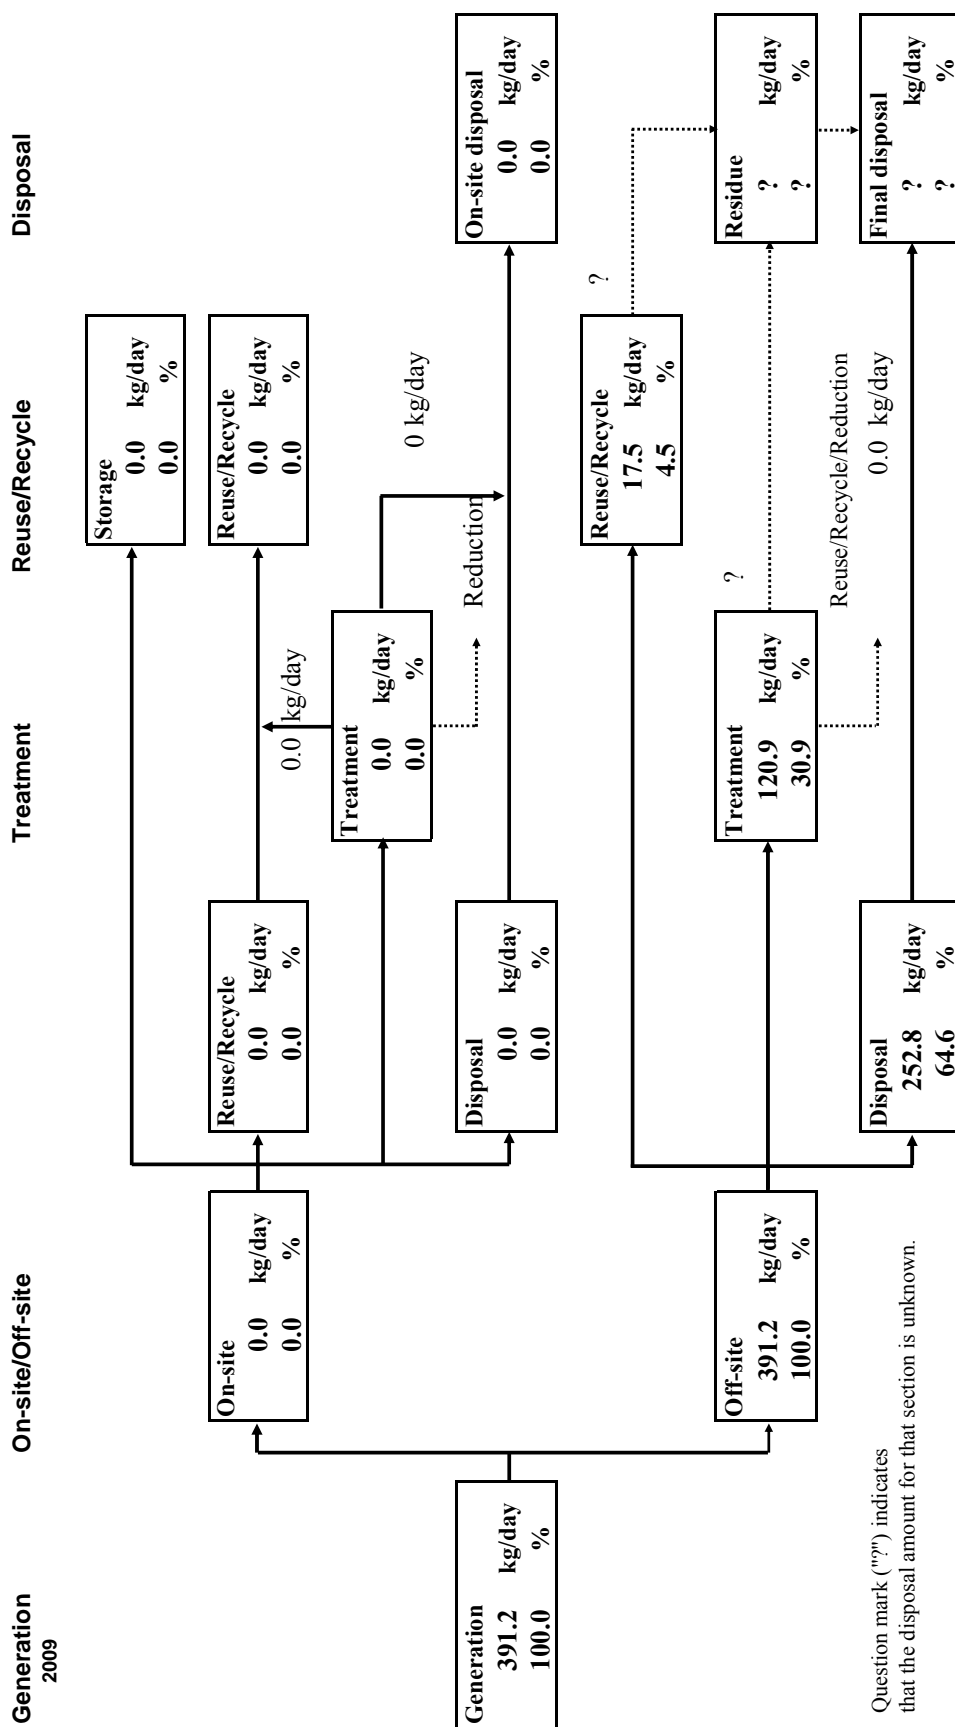 Generation
On-site/Off-site
Treatment
Reuse/Recycle
Disposal
2009
Storage
0.0 kg/day
0.0 %
On-site
0.0 kg/day
0.0 %
Reuse/Recycle
0.0 kg/day
0.0 %
Reuse/Recycle
0.0 kg/day
0.0 %
0.0 kg/day
Treatment
0.0 kg/day
0.0 %
0 kg/day
Reduction
Generation
391.2 kg/day
100.0 %
Disposal
0.0 kg/day
0.0 %
On-site disposal
0.0 kg/day
0.0 %
Reuse/Recycle
17.5 kg/day
4.5 %
?
Off-site
391.2 kg/day
100.0 %
Treatment
120.9 kg/day
30.9 %
?
Residue
? kg/day
? %
Reuse/Recycle/Reduction
0.0 kg/day
Disposal
252.8 kg/day
64.6 %
Final disposal
? kg/day
? %
Question mark ("?") indicates
that the disposal amount for that section is unknown.